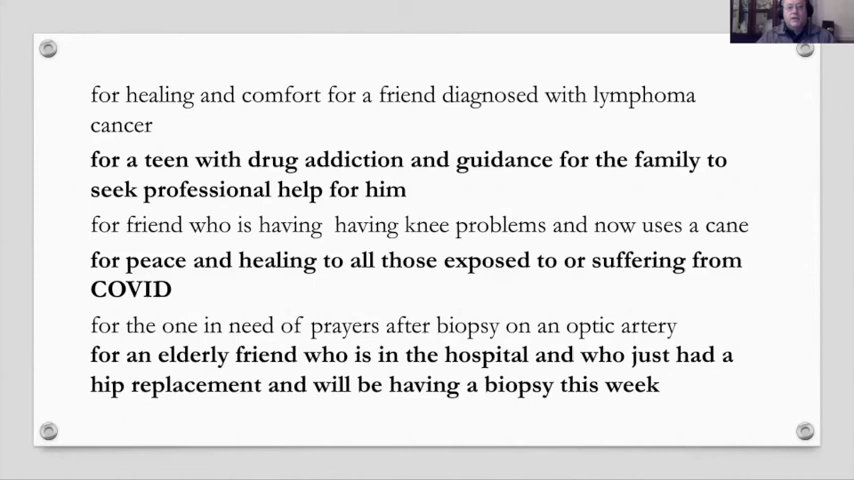 for healing and comfort for a friend diagnosed with lymphoma
cancer
for a teen with drug addiction and guidance for the family to
seek professional help for him
for friend who is having  having knee problems and now uses a cane
for peace and healing to all those exposed to or suffering from
COVID
for the one in need of prayers after biopsy on an optic artery
for an elderly friend who is in the hospital and who just had a
hip replacement and will be having a biopsy this week